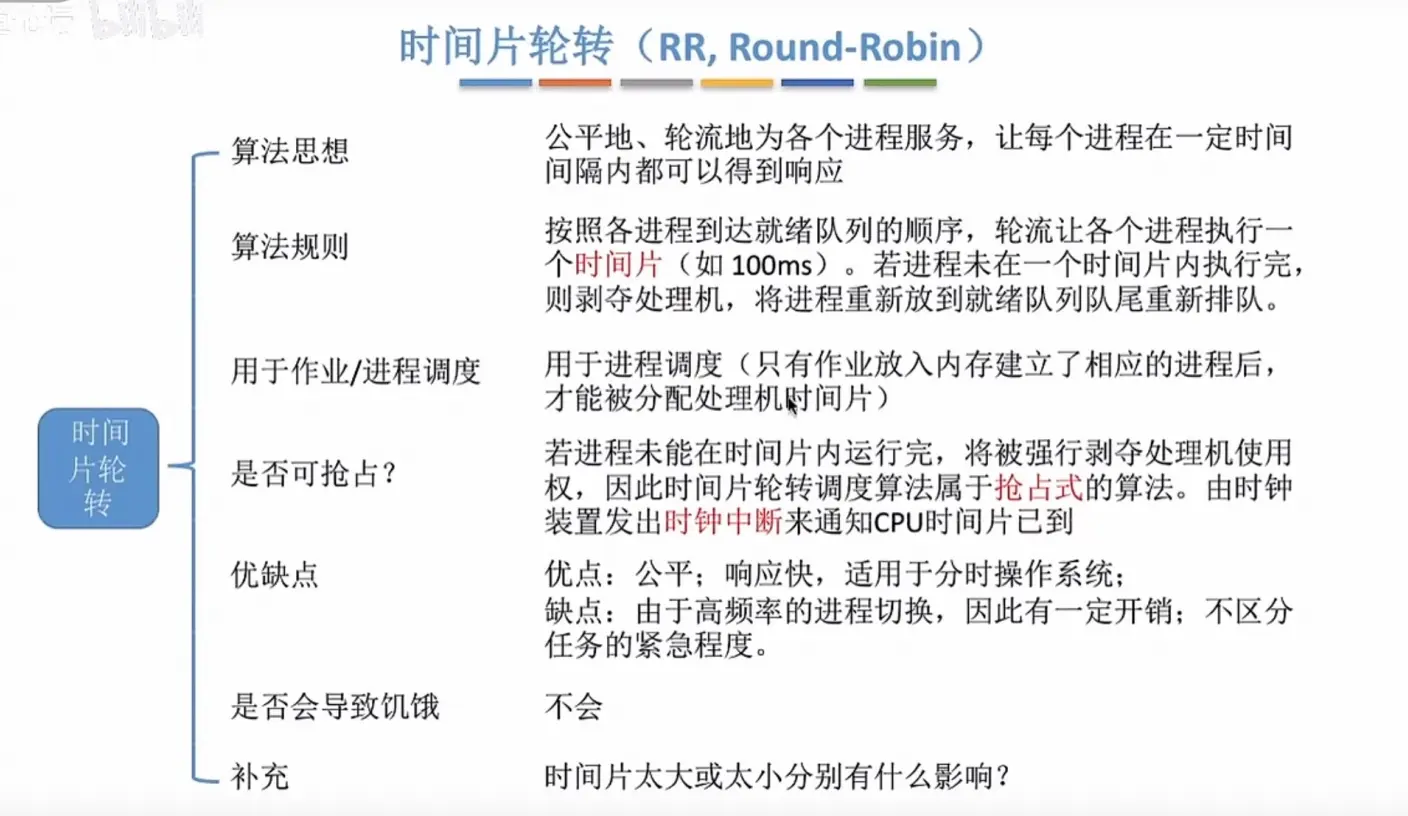 bilibili
时间片轮转（RR, Round-Robin）
算法思想
公平地、轮流地为各个进程服务，让每个进程在一定时间
间隔内都可以得到响应
算法规则
按照各进程到达就绪队列的顺序，轮流让各个进程执行一
个时间片（如 100ms）。若进程未在一个时间片内执行完，
则剥夺处理机，将进程重新放到就绪队列队尾重新排队。
用于作业/进程调度
用于进程调度（只有作业放入内存建立了相应的进程后，
才能被分配处理机时间片）
时间
片轮
转
是否可抢占？
若进程未能在时间片内运行完，将被强行剥夺处理机使用
权，因此时间片轮转调度算法属于抢占式的算法。由时钟
装置发出时钟中断来通知CPU时间片已到
优缺点
优点：公平；响应快，适用于分时操作系统；
缺点：由于高频率的进程切换，因此有一定开销；不区分
任务的紧急程度。
是否会导致饥饿
不会
补充
时间片太大或太小分别有什么影响？